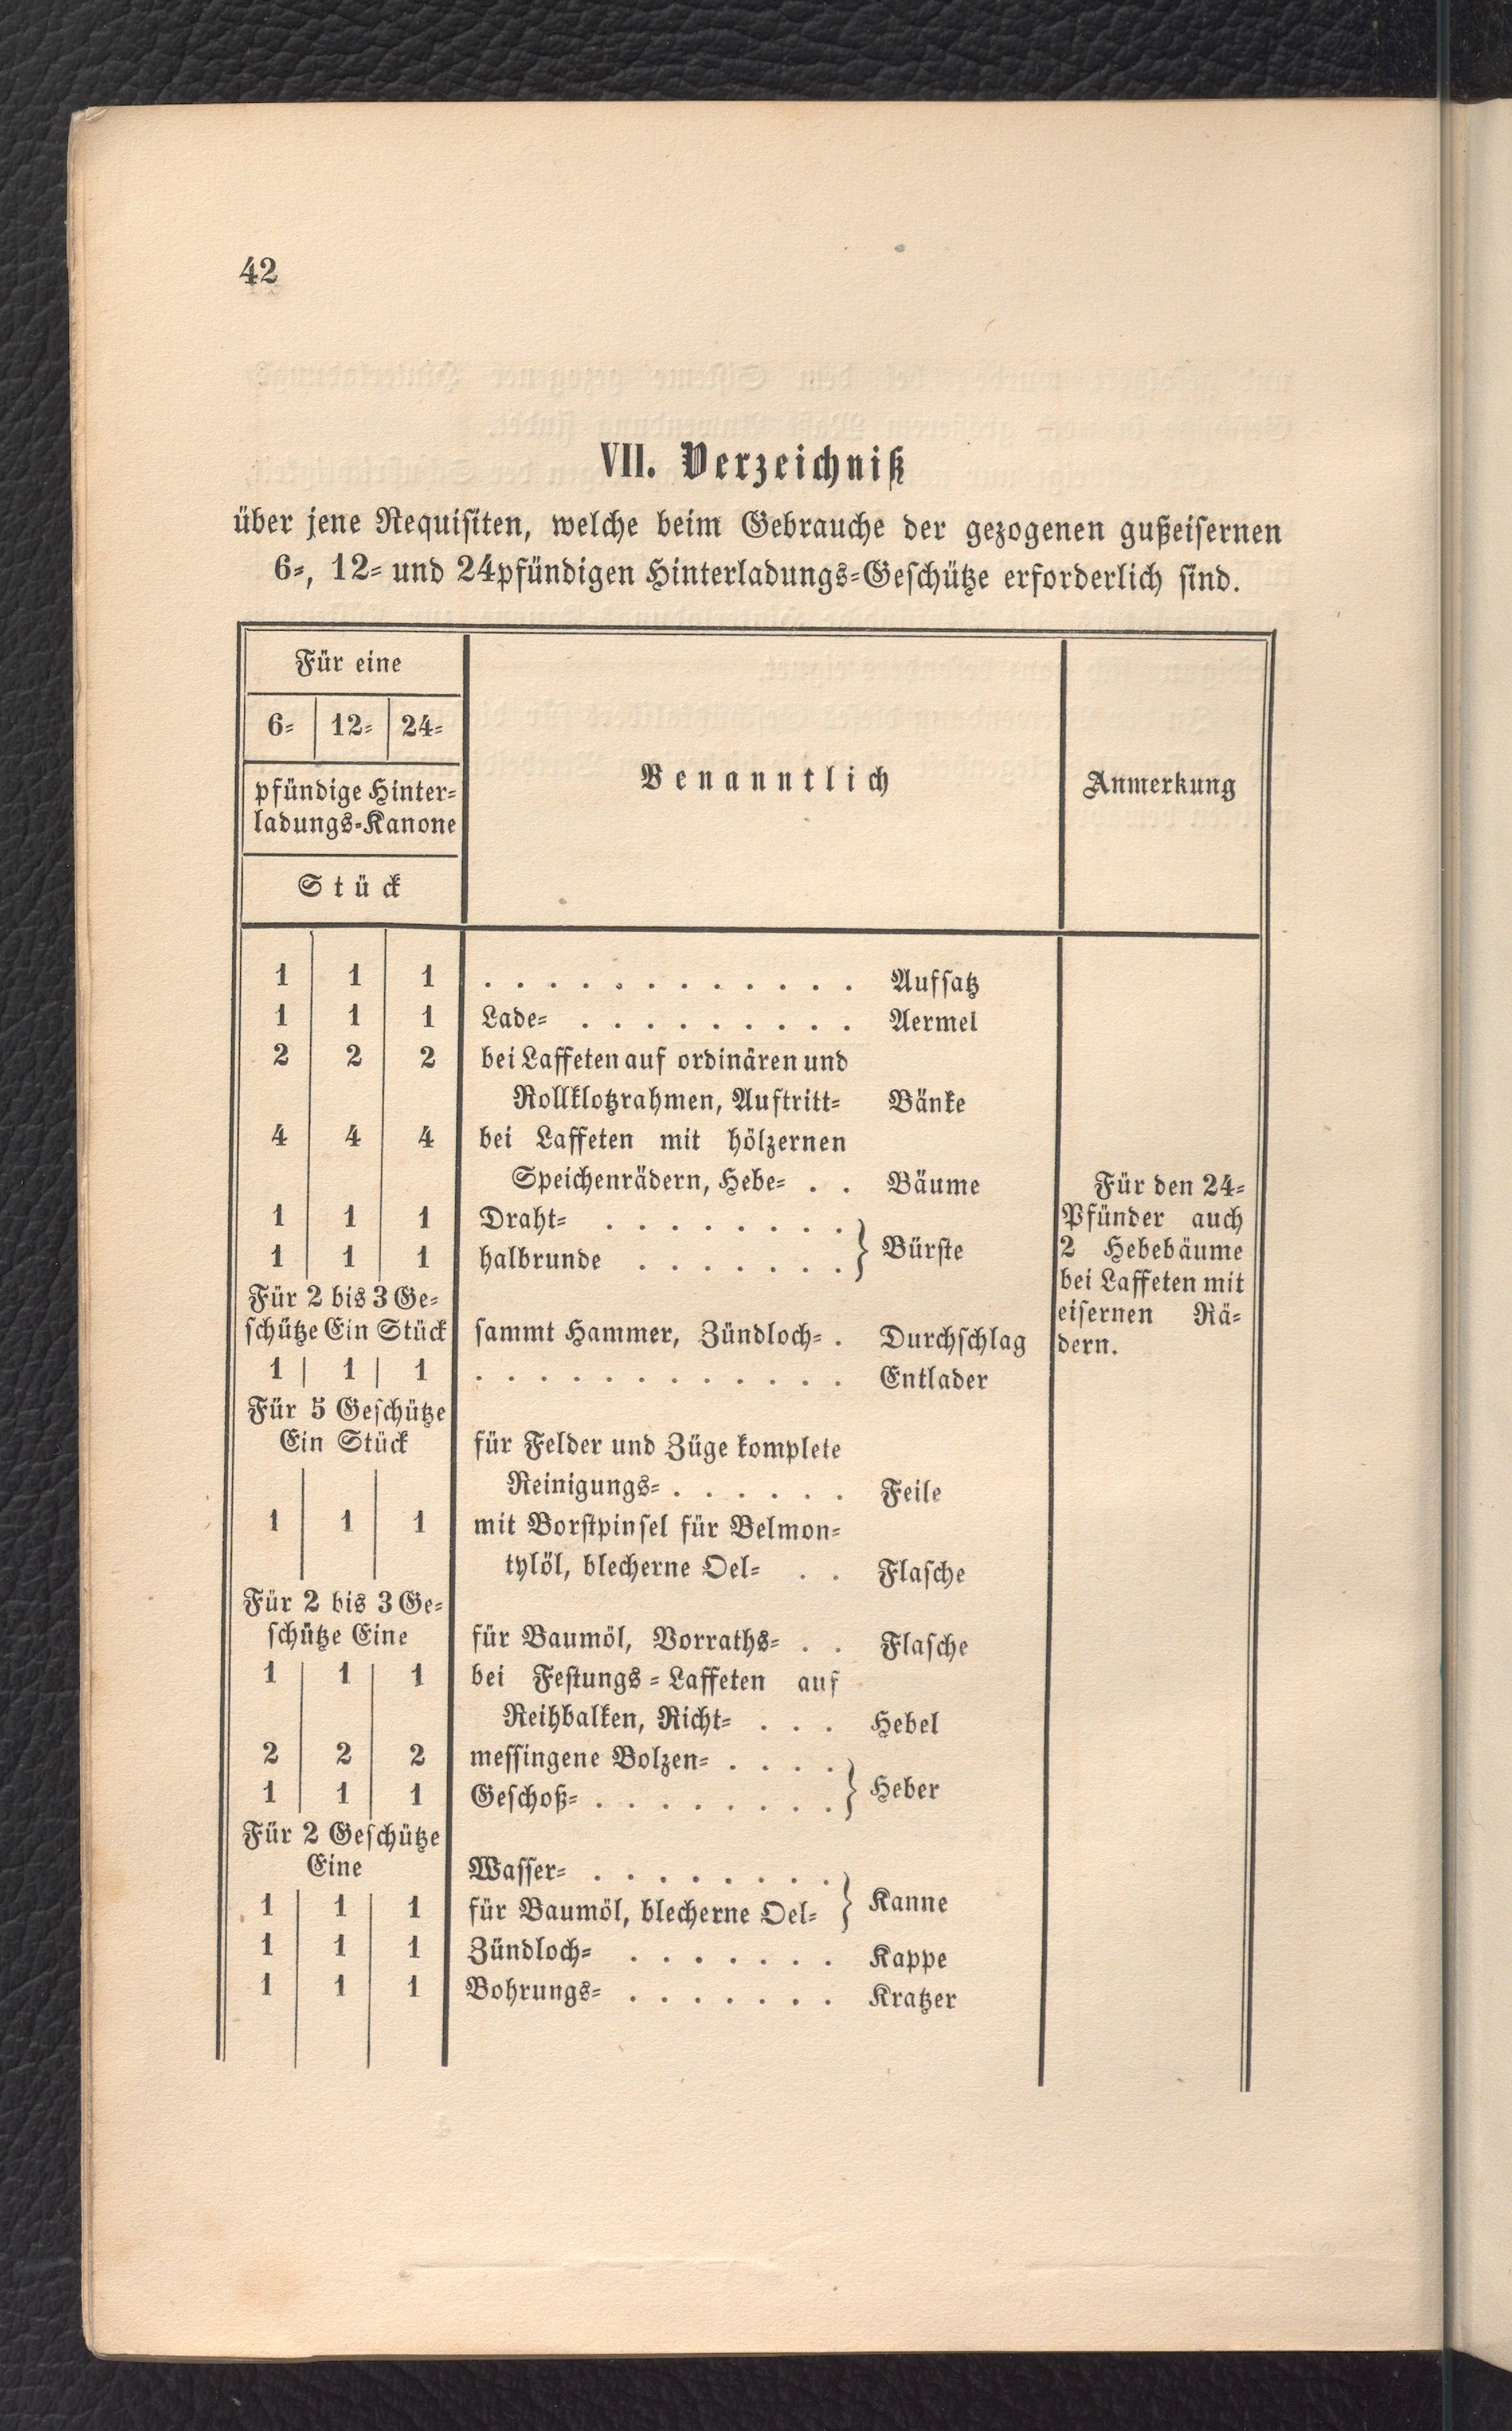 42
VII. Verzeichniß
über jene Requisiten, welche beim Gebrauche der gezogenen gußeisernen
6=, 12= und 24pfündigen Hinterladungs=Geschütze erforderlich sind.
Für eine
6= 12= 24=
pfündige Hinter=
ladungs=Kanone
Stück
Benanntlich
Anmerkung
1 1 1 . . . . . . . . . . . . Aufsatz
1 1 1 Lade= . . . . . . . . . Aermel
2 2 2 bei Laffeten auf ordinären und
Rollklotzrahmen, Auftritt= Bänke
4 4 4 bei Laffeten mit hölzernen
Speichenrädern, Hebe= . . Bäume
1 1 1 Draht= . . . . . . . .
1 1 1 halbrunde . . . . . . . } Bürste
Für 2 bis 3 Ge=
schütze Ein Stück sammt Hammer, Zündloch= . Durchschlag
1 1 1 . . . . . . . . . . . . Entlader
Für 5 Geschütze
Ein Stück für Felder und Züge komplete
Reinigungs= . . . . . . Feile
1 1 1 mit Borstpinsel für Belmon=
tylöl, blecherne Oel= . . Flasche
Für 2 bis 3 Ge=
schütze Eine für Baumöl, Vorraths= . . Flasche
1 1 1 bei Festungs=Laffeten auf
Reihbalken, Richt= . . . Hebel
2 2 2 messingene Bolzen= . . . .
1 1 1 Geschoß= . . . . . . . . } Heber
Für 2 Geschütze
Eine Wasser= . . . . . . . .
1 1 1 für Baumöl, blecherne Oel= } Kanne
1 1 1 Zündloch= . . . . . . . Kappe
1 1 1 Bohrungs= . . . . . . . Kratzer
Für den 24=
Pfünder auch
2 Hebebäume
bei Laffeten mit
eisernen Rä=
dern.